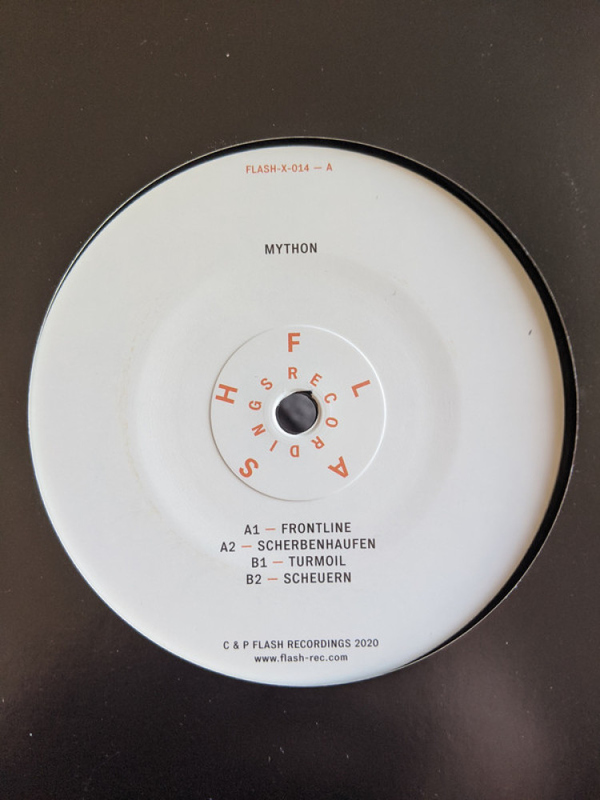 FLASH-X-014 — A
MYTHON
FLASH
RECORDINGS
A1 — FRONTLINE
A2 — SCHERBENHAUFEN
B1 — TURMOIL
B2 — SCHEUERN
C & P FLASH RECORDINGS 2020
www.flash-rec.com